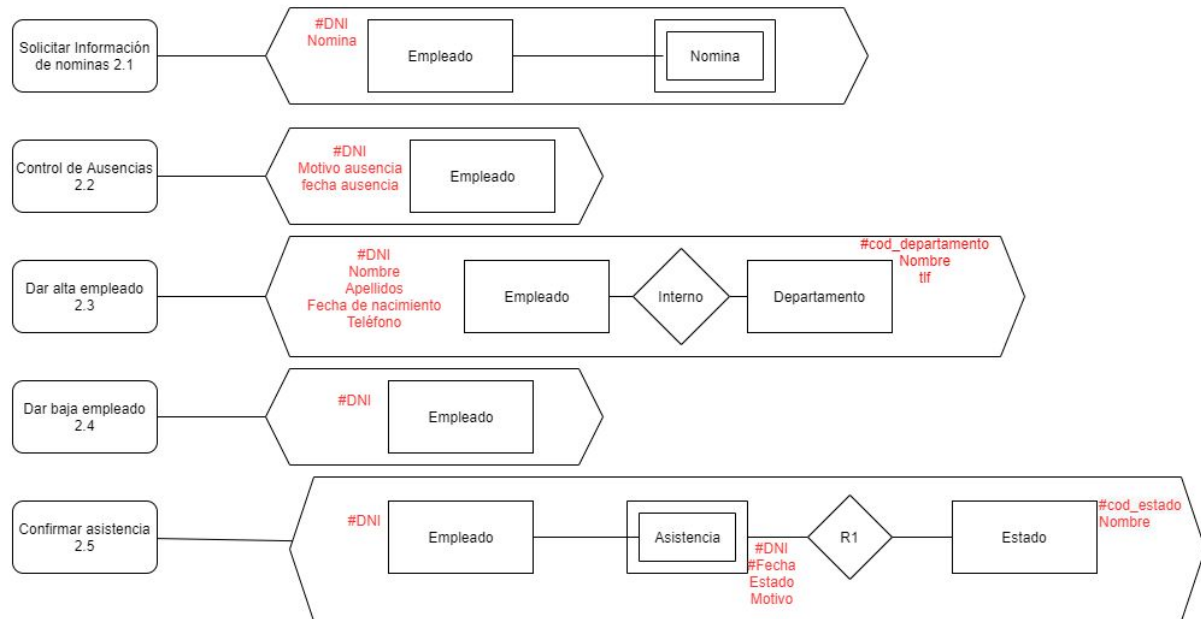 Solicitar Información
de nominas 2.1
#DNI
Nomina
Empleado
Nomina
Control de Ausencias
2.2
#DNI
Motivo ausencia
fecha ausencia
Empleado
Dar alta empleado
2.3
#DNI
Nombre
Apellidos
Fecha de nacimiento
Teléfono
Empleado
Interno
Departamento
#cod_departamento
Nombre
tlf
Dar baja empleado
2.4
#DNI
Empleado
Confirmar asistencia
2.5
#DNI
Empleado
Asistencia
#DNI
#Fecha
Estado
Motivo
R1
Estado
#cod_estado
Nombre